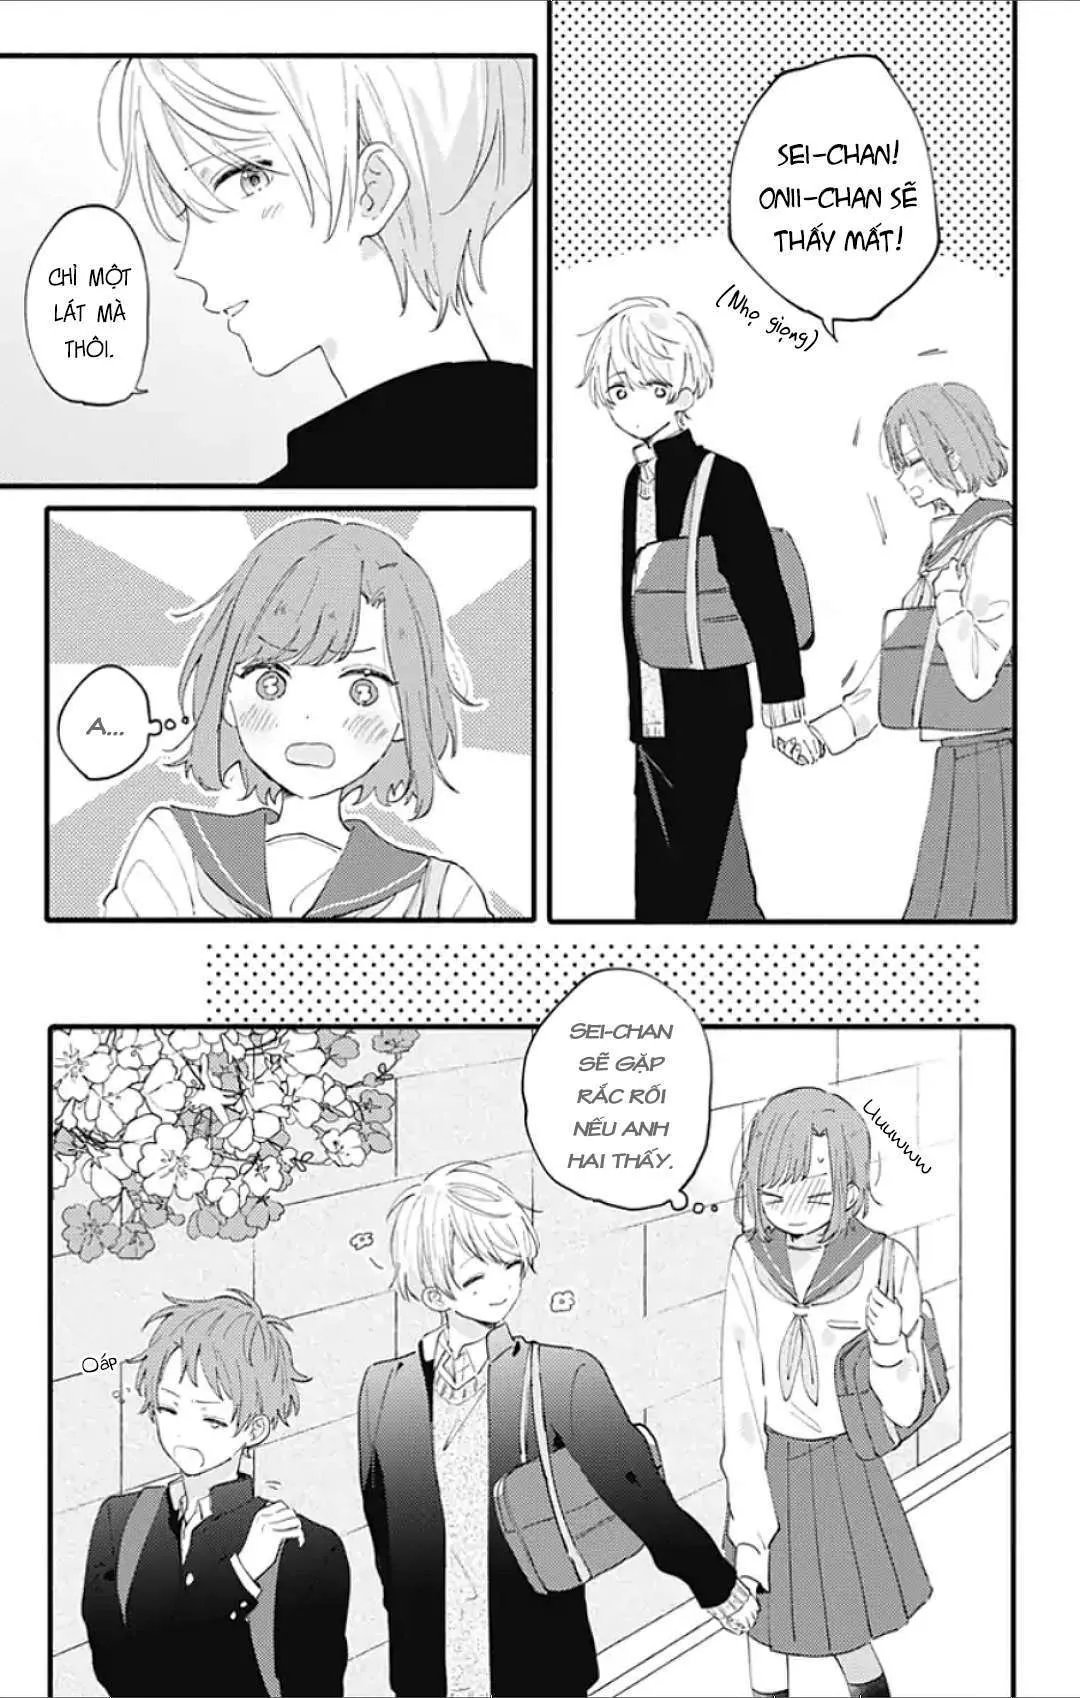 SEI-CHAN!
ONII-CHAN SẼ
THẤY MẤT!
(Nhọ giọng)
CHỈ MỘT
LÁT MÀ
THÔI.
A...
SEI-CHAN
SẼ GẶP
RẮC RỐI
NẾU ANH
HAI THẤY.
Uuuwww
Oáp